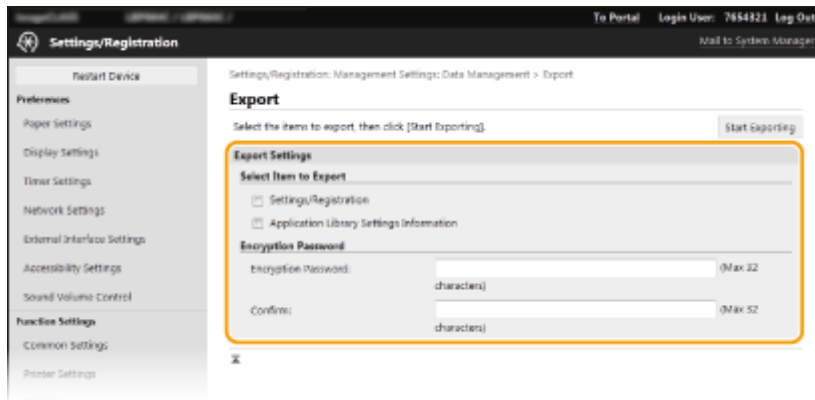 To Portal Login User: 7654321 Log Out
Settings/Registration
Mail to System Manager
Restart Device
Preferences
Paper Settings
Display Settings
Timer Settings
Network Settings
External Interface Settings
Accessibility Settings
Sound Volume Control
Function Settings
Common Settings
Printer Settings
Settings/Registration: Management Settings: Data Management > Export
Export
Select the items to export, then click [Start Exporting].
Start Exporting
Export Settings
Select Item to Export
Settings/Registration
Application Library Settings Information
Encryption Password
Encryption Password:
(Max 32
characters)
Confirm:
(Max 32
characters)